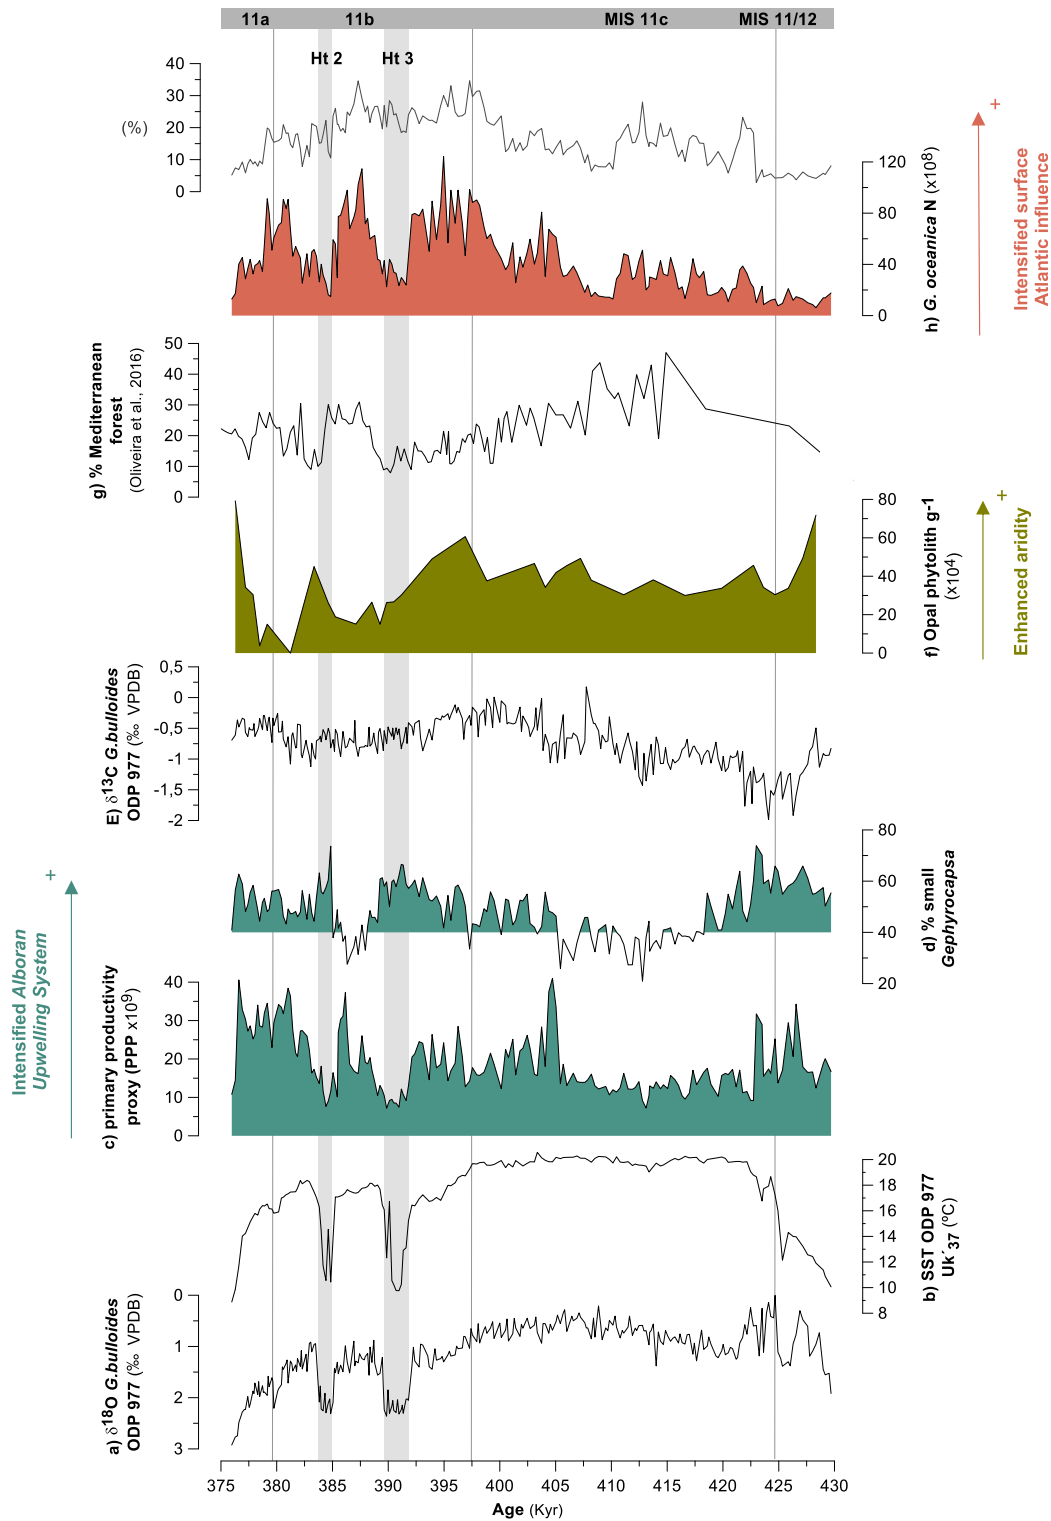 11a 11b MIS 11c MIS 11/12
Ht 2 Ht 3
40
30
20
10
0
(%)
120
80
40
0
h) G. oceanica N (x10⁸)
+
Intensified surface
Atlantic influence
50
40
30
20
10
0
g) % Mediterranean
forest
(Oliveira et al., 2016)
80
60
40
20
0
f) Opal phytolith g⁻¹
(x10⁴)
+
Enhanced aridity
0,5
0
-0,5
-1
-1,5
-2
E) δ¹³C G.bulloides
ODP 977 (‰ VPDB)
80
60
40
20
d) % small
Gephyrocapsa
+
Intensified Alboran
Upwelling System
40
30
20
10
0
c) primary productivity
proxy (PPP x10⁹)
20
18
16
14
12
10
8
b) SST ODP 977
Uk´₃₇ (ºC)
0
1
2
3
a) δ¹⁸O G.bulloides
ODP 977 (‰ VPDB)
375 380 385 390 395 400 405 410 415 420 425 430
Age (Kyr)